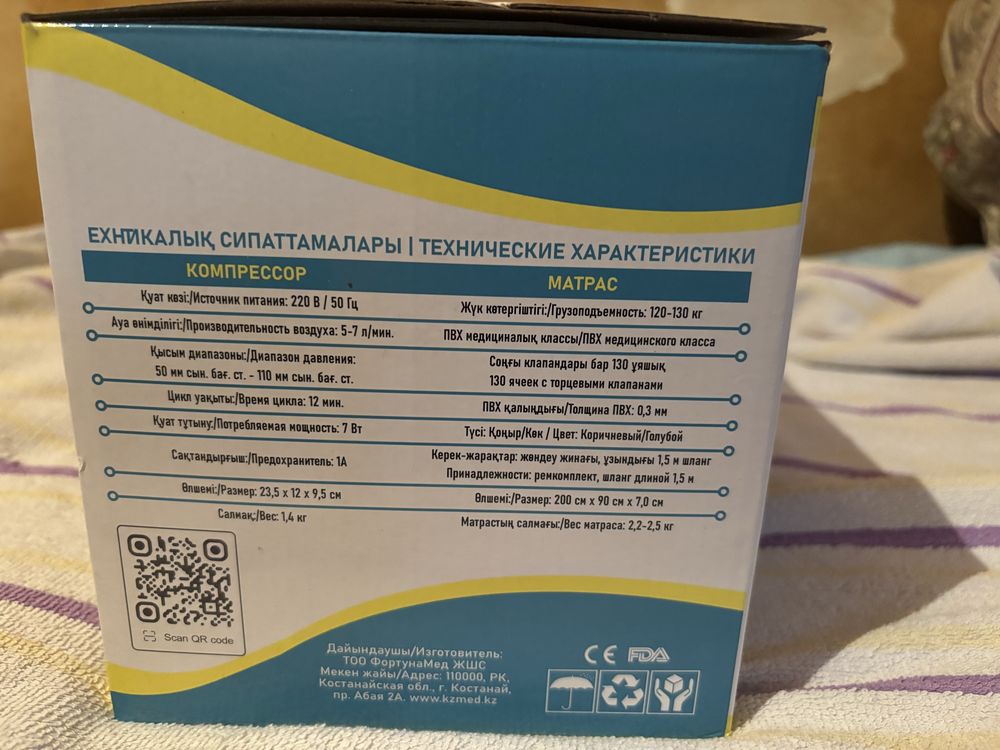 ЕХНИКАЛЫҚ СИПАТТАМАЛАРЫ | ТЕХНИЧЕСКИЕ ХАРАКТЕРИСТИКИ
КОМПРЕССОР
Қуат көзі:/Источник питания: 220 В / 50 Гц
Ауа өнімділігі:/Производительность воздуха: 5-7 л/мин.
Қысым диапазоны:/Диапазон давления:
50 мм сын. бағ. ст. - 110 мм сын. бағ. ст.
Цикл уақыты:/Время цикла: 12 мин.
Қуат тұтыну:/Потребляемая мощность: 7 Вт
Сақтандырғыш:/Предохранитель: 1А
Өлшемі:/Размер: 23,5 см x 12 x 9,5 см
Салмақ:/Вес: 1,4 кг
МАТРАС
Жүк көтергіштігі:/Грузоподъемность: 120-130 кг
ПВХ медициналық классы/ПВХ медицинского класса
Соңғы клапандары бар 130 ұяшық
130 ячеек с торцевыми клапанами
ПВХ қалыңдығы/Толщина ПВХ: 0,3 мм
Түсі: Қоңыр/Көк / Цвет: Коричневый/Голубой
Керек-жарақтар: жөндеу жинағы, ұзындығы 1,5 м шланг
Принадлежности: ремкомплект, шланг длиной 1,5 м
Өлшемі:/Размер: 200 см x 90 см x 7,0 см
Матрастың салмағы:/Вес матраса: 2,2-2,5 кг
Scan QR code
Дайындаушы/Изготовитель:
ТОО ФортунаМед ЖШС
Мекен жайы/Адрес: 110000, РК,
Костанайская обл., г. Костанай,
пр. Абая 2А. www.kzmed.kz
CE FDA